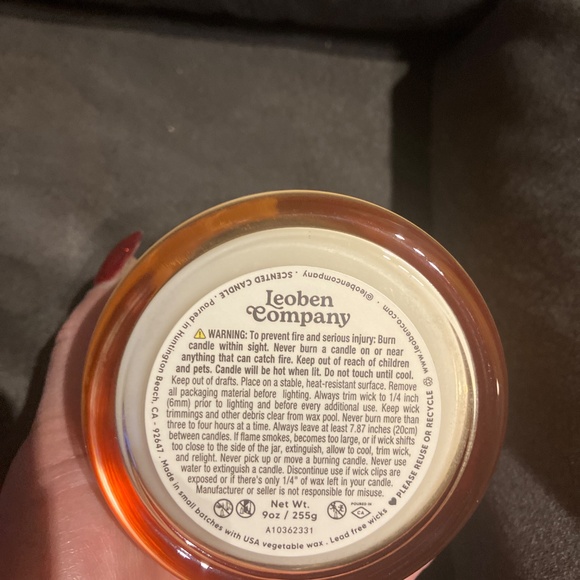 Leoben
Company
⚠ WARNING: To prevent fire and serious injury: Burn
candle within sight. Never burn a candle on or near
anything that can catch fire. Keep out of reach of children
and pets. Candle will be hot when lit. Do not touch until cool.
Keep out of drafts. Place on a stable, heat-resistant surface. Remove
all packaging material before lighting. Always trim wick to 1/4 inch
(6mm) prior to lighting and before every additional use. Keep wick
trimmings and other debris clear from wax pool. Never burn more than
three to four hours at a time. Always leave at least 7.87 inches (20cm)
between candles. If flame smokes, becomes too large, or if wick shifts
too close to the side of the jar, extinguish, allow to cool, trim wick,
and relight. Never pick up or move a burning candle. Never use
water to extinguish a candle. Discontinue use if wick clips are
exposed or if there's only 1/4" of wax left in your candle.
Manufacturer or seller is not responsible for misuse.
Net Wt.
9oz / 255g
POURED IN
CA
A10362331
SCENTED CANDLE . Poured in Huntington Beach, CA - 92647 . Made in small batches with USA vegetable wax . Lead free wicks ♥ PLEASE REUSE OR RECYCLE ♲ www.leobenco.com . @leobencompany .